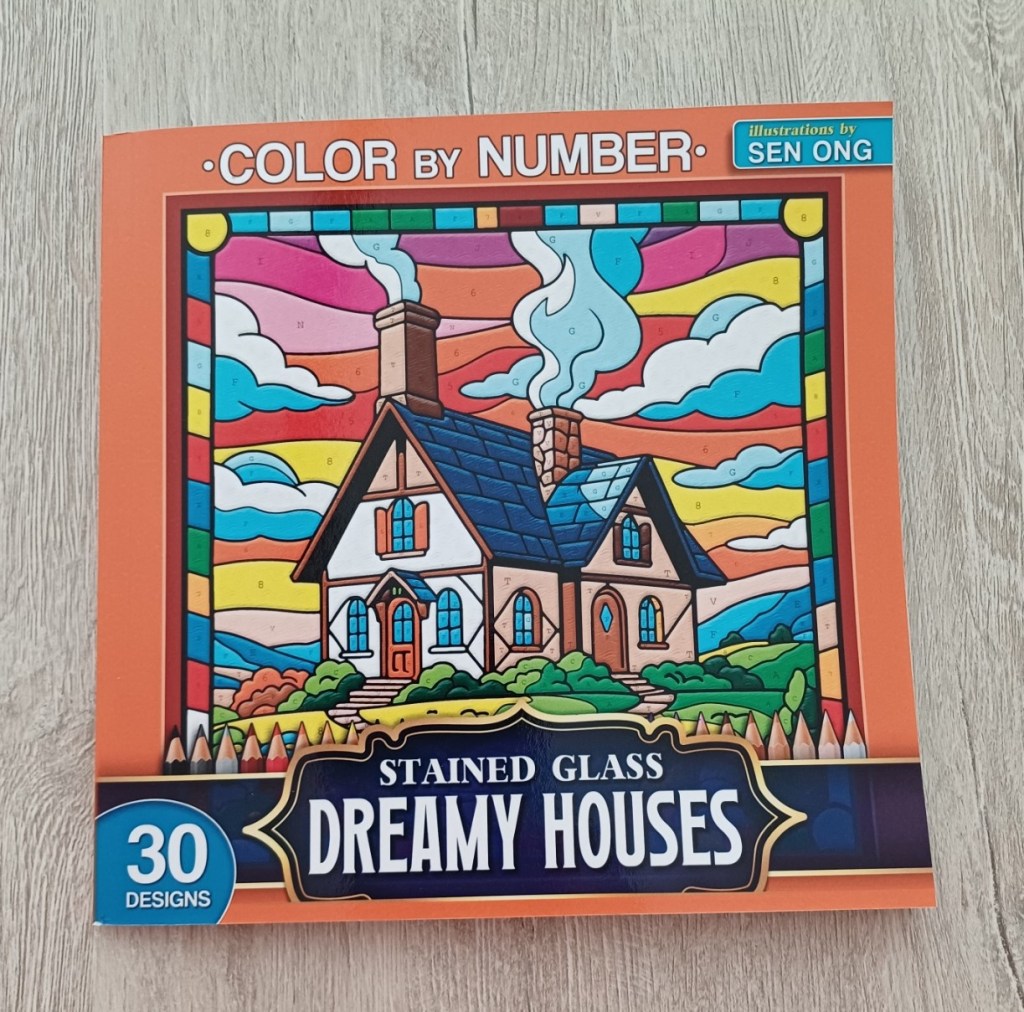 • COLOR BY NUMBER •
illustrations by
SEN ONG
STAINED GLASS
DREAMY HOUSES
30
DESIGNS